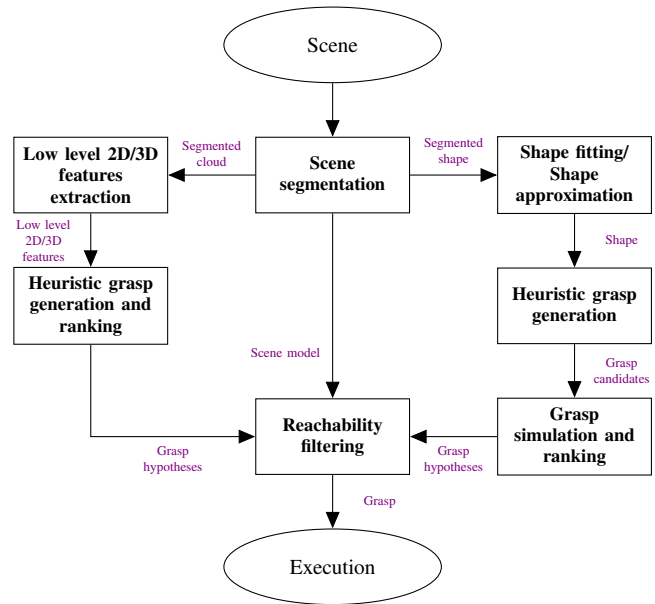 Scene
Segmented
cloud
Segmented
shape
Low level 2D/3D
features
extraction
Scene
segmentation
Shape fitting/
Shape
approximation
Low level
2D/3D
features
Shape
Heuristic grasp
generation and
ranking
Heuristic grasp
generation
Scene model
Grasp
candidates
Reachability
filtering
Grasp
simulation and
ranking
Grasp
hypotheses
Grasp
hypotheses
Grasp
Execution